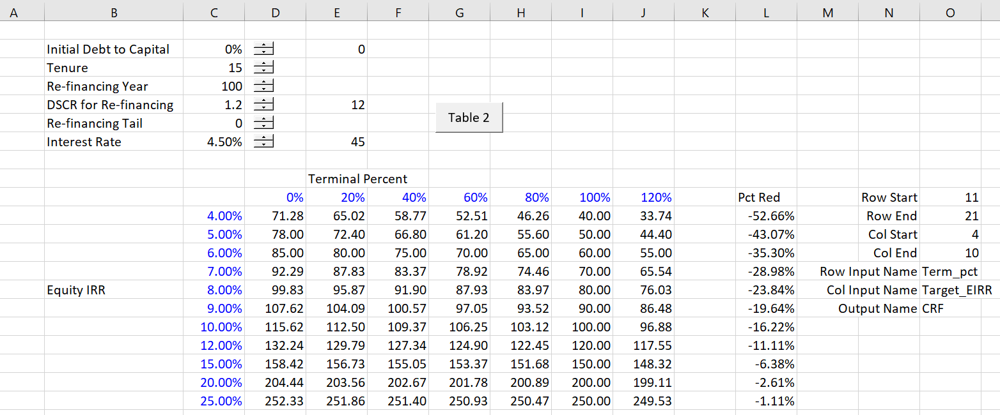 A B C D E F G H I J K L M N O
Initial Debt to Capital 0% 0
Tenure 15
Re-financing Year 100
DSCR for Re-financing 1.2 12
Table 2
Re-financing Tail 0
Interest Rate 4.50% 45
Terminal Percent
0% 20% 40% 60% 80% 100% 120% Pct Red Row Start 11
4.00% 71.28 65.02 58.77 52.51 46.26 40.00 33.74 -52.66% Row End 21
5.00% 78.00 72.40 66.80 61.20 55.60 50.00 44.40 -43.07% Col Start 4
6.00% 85.00 80.00 75.00 70.00 65.00 60.00 55.00 -35.30% Col End 10
7.00% 92.29 87.83 83.37 78.92 74.46 70.00 65.54 -28.98% Row Input Name Term_pct
Equity IRR 8.00% 99.83 95.87 91.90 87.93 83.97 80.00 76.03 -23.84% Col Input Name Target_EIRR
9.00% 107.62 104.09 100.57 97.05 93.52 90.00 86.48 -19.64% Output Name CRF
10.00% 115.62 112.50 109.37 106.25 103.12 100.00 96.88 -16.22%
12.00% 132.24 129.79 127.34 124.90 122.45 120.00 117.55 -11.11%
15.00% 158.42 156.73 155.05 153.37 151.68 150.00 148.32 -6.38%
20.00% 204.44 203.56 202.67 201.78 200.89 200.00 199.11 -2.61%
25.00% 252.33 251.86 251.40 250.93 250.47 250.00 249.53 -1.11%